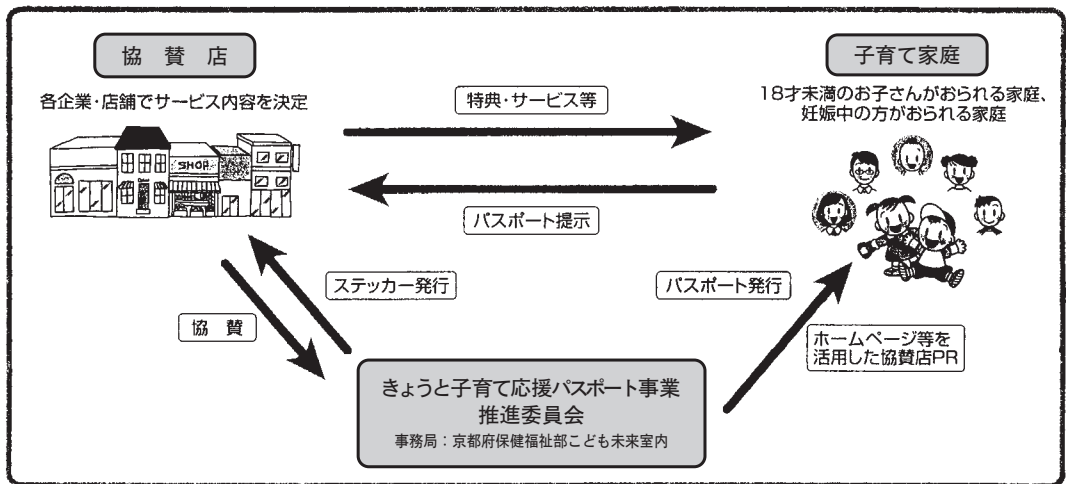 協賛店
各企業・店舗でサービス内容を決定
SHOP
特典・サービス等
パスポート提示
子育て家庭
18才未満のお子さんがおられる家庭、
妊娠中の方がおられる家庭
ステッカー発行
協賛
パスポート発行
ホームページ等を
活用した協賛店PR
きょうと子育て応援パスポート事業
推進委員会
事務局：京都府保健福祉部こども未来室内